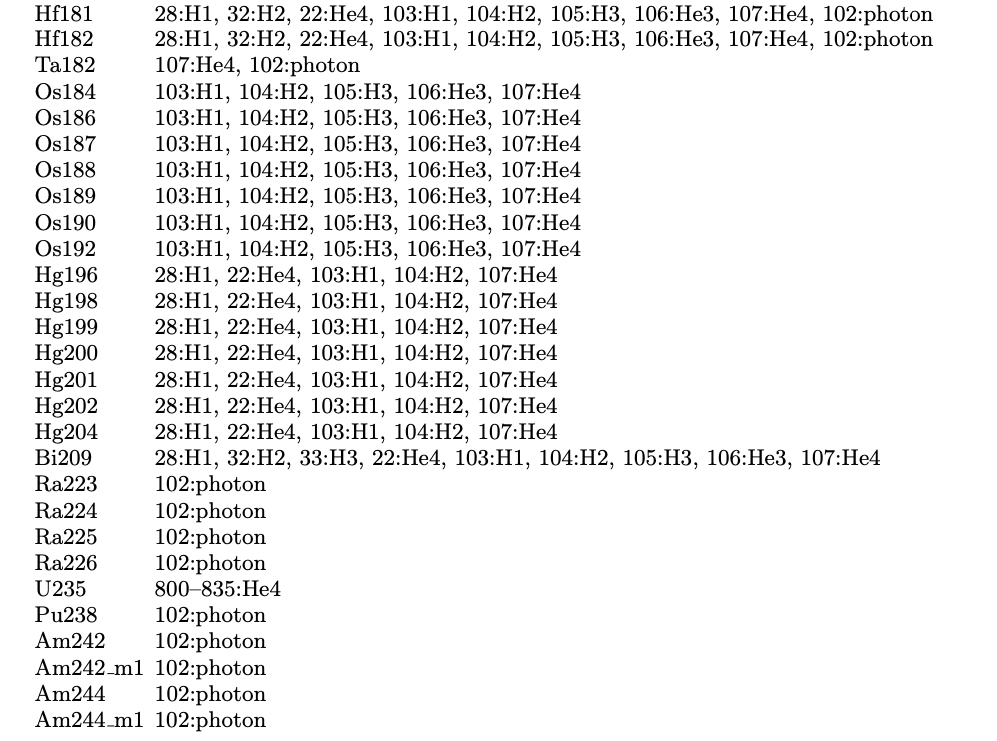 Hf181 28:H1, 32:H2, 22:He4, 103:H1, 104:H2, 105:H3, 106:He3, 107:He4, 102:photon
Hf182 28:H1, 32:H2, 22:He4, 103:H1, 104:H2, 105:H3, 106:He3, 107:He4, 102:photon
Ta182 107:He4, 102:photon
Os184 103:H1, 104:H2, 105:H3, 106:He3, 107:He4
Os186 103:H1, 104:H2, 105:H3, 106:He3, 107:He4
Os187 103:H1, 104:H2, 105:H3, 106:He3, 107:He4
Os188 103:H1, 104:H2, 105:H3, 106:He3, 107:He4
Os189 103:H1, 104:H2, 105:H3, 106:He3, 107:He4
Os190 103:H1, 104:H2, 105:H3, 106:He3, 107:He4
Os192 103:H1, 104:H2, 105:H3, 106:He3, 107:He4
Hg196 28:H1, 22:He4, 103:H1, 104:H2, 107:He4
Hg198 28:H1, 22:He4, 103:H1, 104:H2, 107:He4
Hg199 28:H1, 22:He4, 103:H1, 104:H2, 107:He4
Hg200 28:H1, 22:He4, 103:H1, 104:H2, 107:He4
Hg201 28:H1, 22:He4, 103:H1, 104:H2, 107:He4
Hg202 28:H1, 22:He4, 103:H1, 104:H2, 107:He4
Hg204 28:H1, 22:He4, 103:H1, 104:H2, 107:He4
Bi209 28:H1, 32:H2, 33:H3, 22:He4, 103:H1, 104:H2, 105:H3, 106:He3, 107:He4
Ra223 102:photon
Ra224 102:photon
Ra225 102:photon
Ra226 102:photon
U235 800–835:He4
Pu238 102:photon
Am242 102:photon
Am242_m1 102:photon
Am244 102:photon
Am244_m1 102:photon